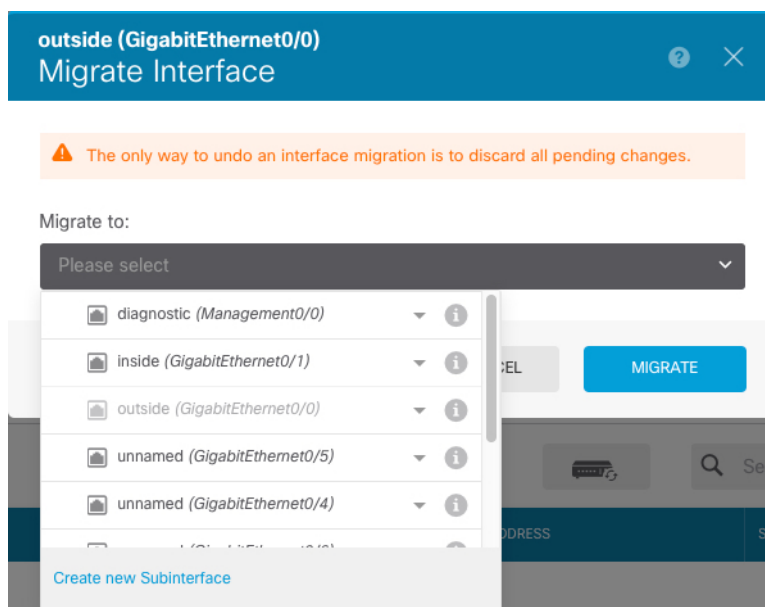 outside (GigabitEthernet0/0)
Migrate Interface
The only way to undo an interface migration is to discard all pending changes.
Migrate to:
Please select
diagnostic (Management0/0)
inside (GigabitEthernet0/1)
MIGRATE
outside (GigabitEthernet0/0)
unnamed (GigabitEthernet0/5)
unnamed (GigabitEthernet0/4)
Create new Subinterface